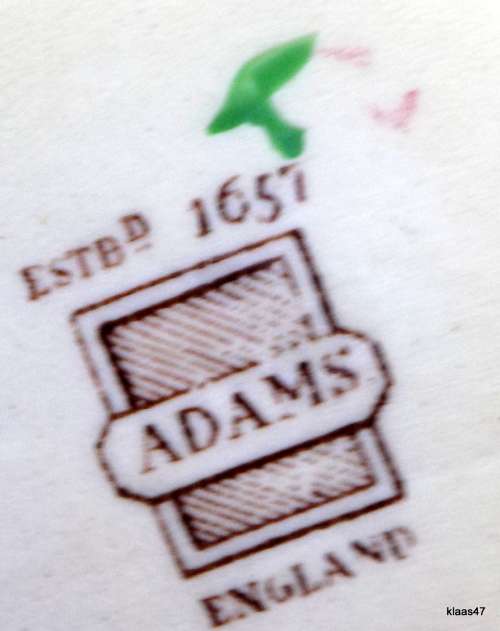 ESTBD 1657
ADAMS
ENGLAND
klaas47